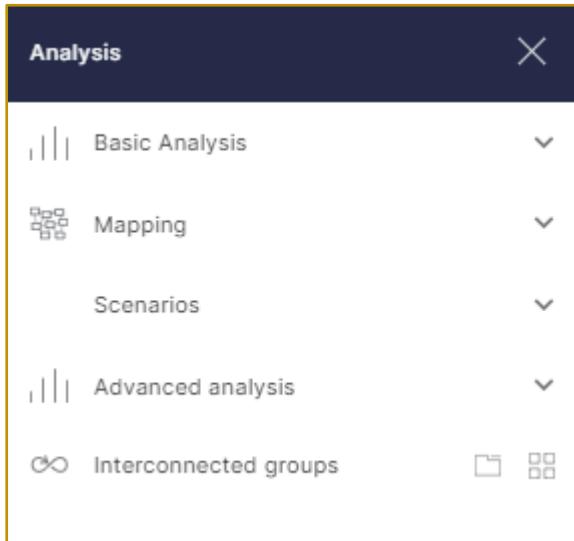 Analysis
Basic Analysis
Mapping
Scenarios
Advanced analysis
Interconnected groups